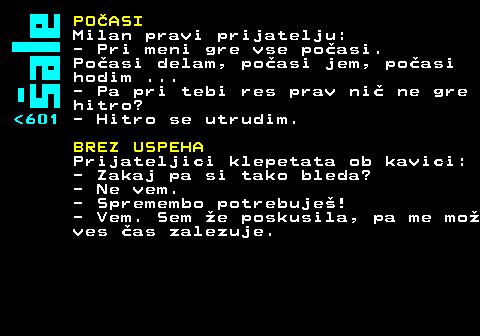 šale
<601
POČASI
Milan pravi prijatelju:
- Pri meni gre vse počasi.
Počasi delam, počasi jem, počasi
hodim ...
- Pa pri tebi res prav nič ne gre
hitro?
- Hitro se utrudim.
BREZ USPEHA
Prijateljici klepetata ob kavici:
- Zakaj pa si tako bleda?
- Ne vem.
- Spremembo potrebuješ!
- Vem. Sem že poskusila, pa me mož
ves čas zalezuje.